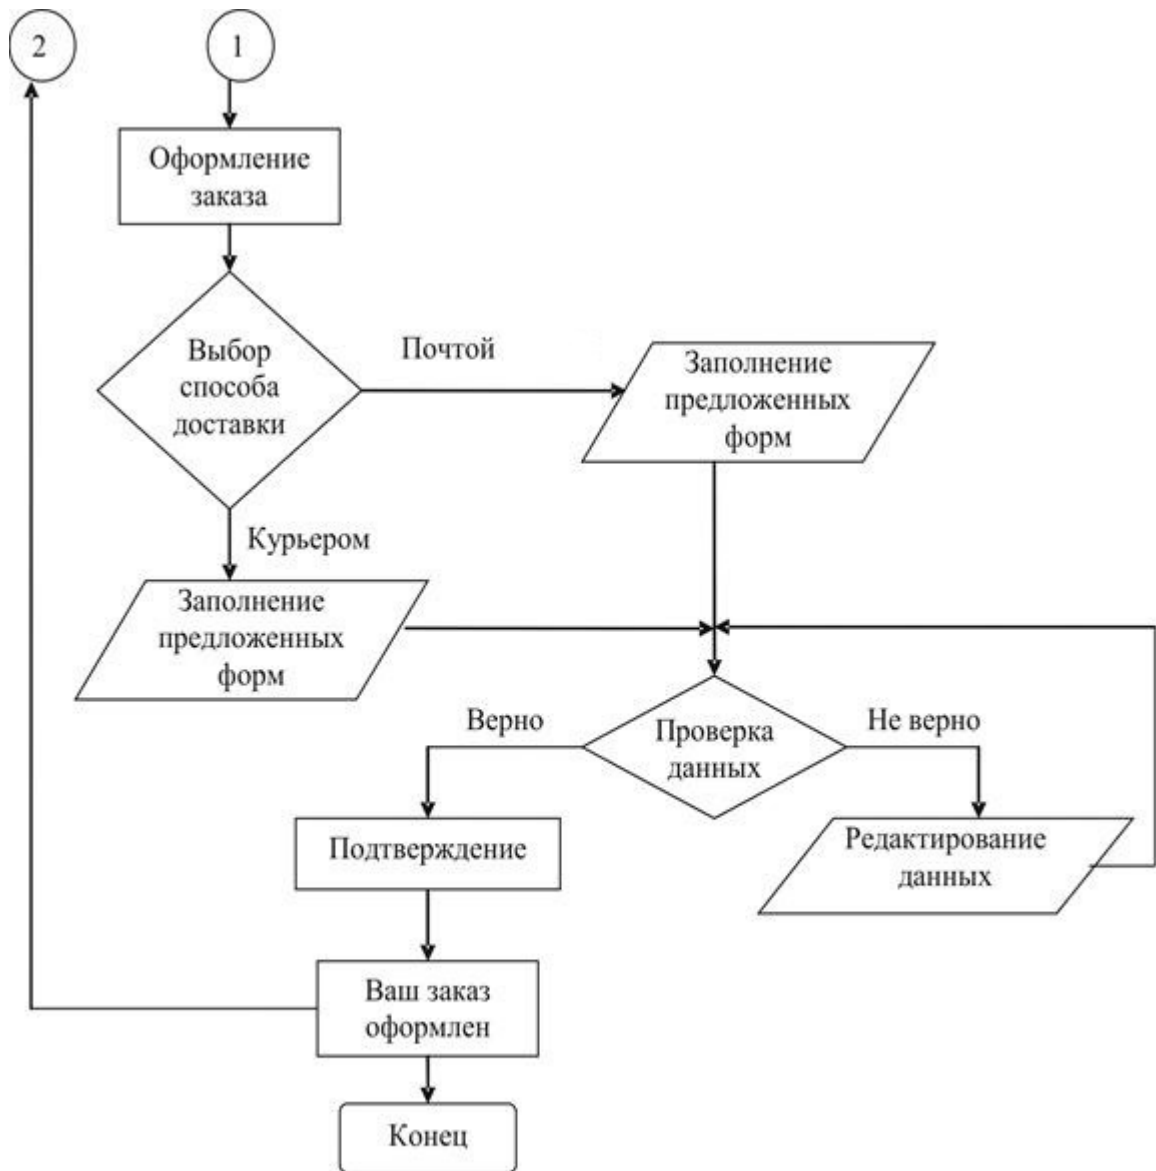 2
1
Оформление
заказа
Выбор
способа
доставки
Почтой
Заполнение
предложенных
форм
Курьером
Заполнение
предложенных
форм
Верно
Проверка
данных
Не верно
Подтверждение
Редактирование
данных
Ваш заказ
оформлен
Конец